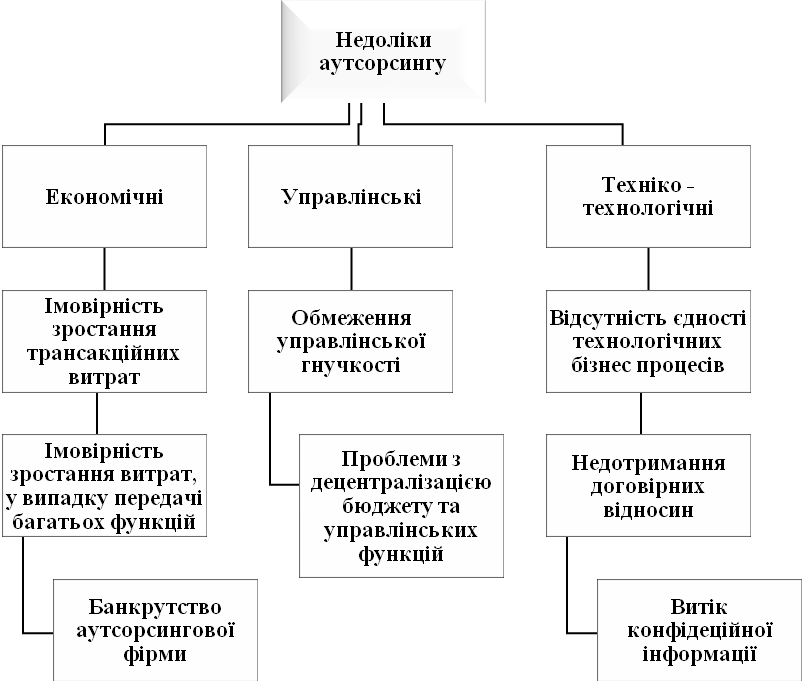 Недоліки
аутсорсингу
Економічні
Управлінські
Техніко -
технологічні
Імовірність
зростання
трансакційних
витрат
Обмеження
управлінської
гнучкості
Відсутність єдності
технологічних
бізнес процесів
Імовірність
зростання витрат,
у випадку передачі
багатьох функцій
Проблеми з
децентралізацією
бюджету та
управлінських
функцій
Недотримання
договірних
відносин
Банкрутство
аутсорсингової
фірми
Витік
конфідеційної
інформації